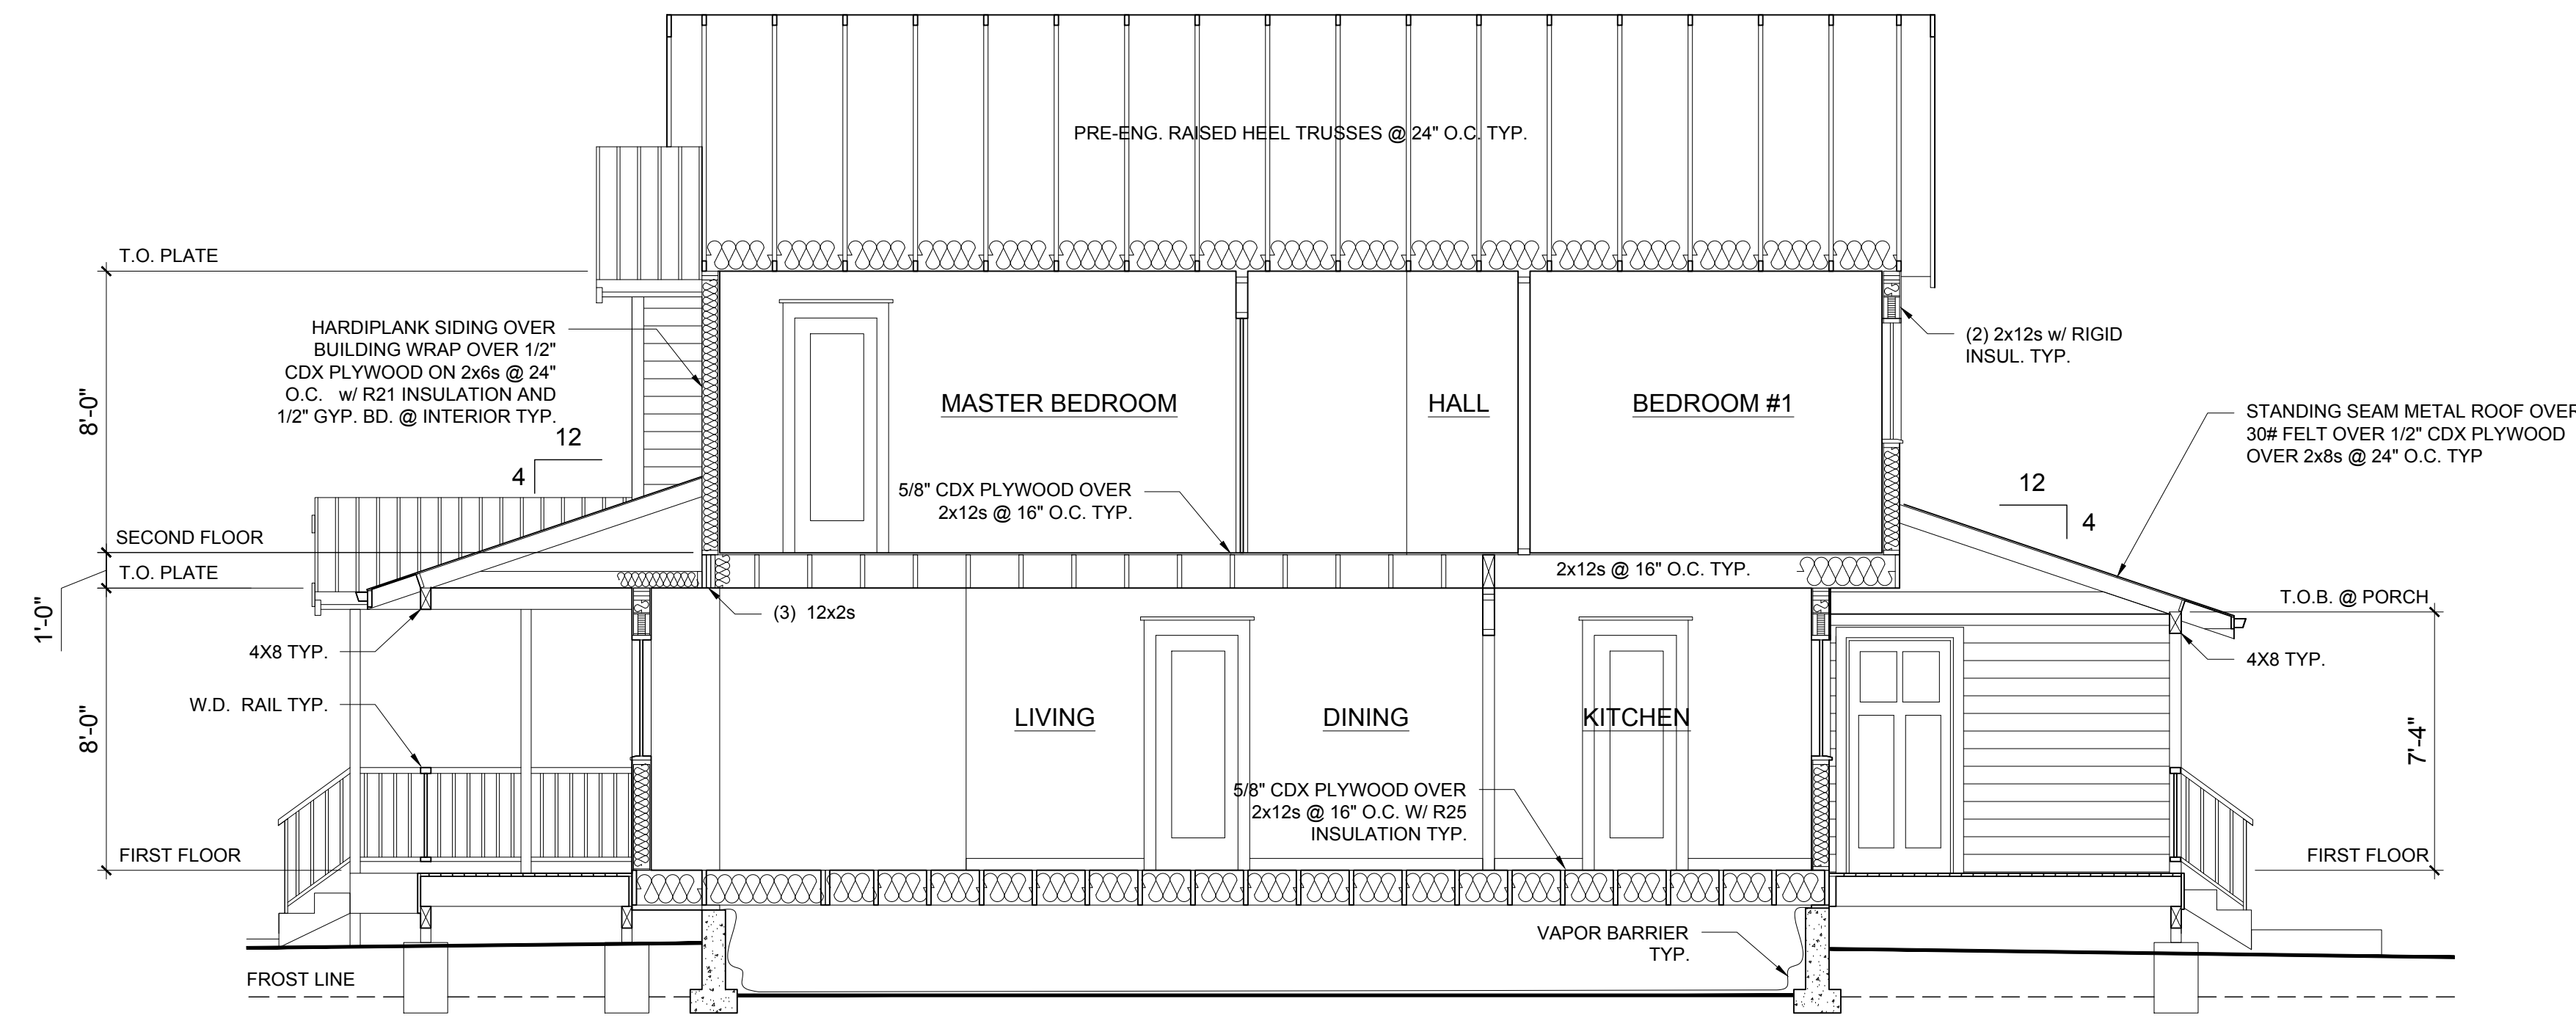 PRE-ENG. RAISED HEEL TRUSSES @ 24" O.C. TYP.
T.O. PLATE
8'-0"
HARDIPLANK SIDING OVER
BUILDING WRAP OVER 1/2"
CDX PLYWOOD ON 2x6s @ 24"
O.C. w/ R21 INSULATION AND
1/2" GYP. BD. @ INTERIOR TYP.
12
4
(2) 2x12s w/ RIGID
INSUL. TYP.
MASTER BEDROOM
HALL
BEDROOM #1
STANDING SEAM METAL ROOF OVER
30# FELT OVER 1/2" CDX PLYWOOD
OVER 2x8s @ 24" O.C. TYP
12
4
5/8" CDX PLYWOOD OVER
2x12s @ 16" O.C. TYP.
SECOND FLOOR
T.O. PLATE
1'-0"
2x12s @ 16" O.C. TYP.
(3) 12x2s
T.O.B. @ PORCH
4X8 TYP.
4X8 TYP.
W.D. RAIL TYP.
8'-0"
LIVING
DINING
KITCHEN
7'-4"
5/8" CDX PLYWOOD OVER
2x12s @ 16" O.C. W/ R25
INSULATION TYP.
FIRST FLOOR
FIRST FLOOR
VAPOR BARRIER
TYP.
FROST LINE